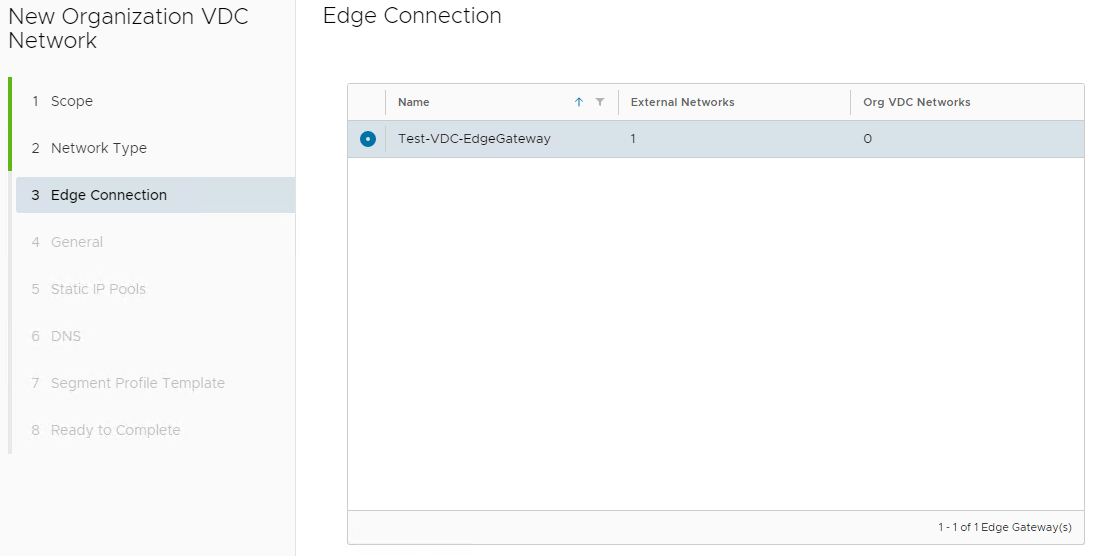 New Organization VDC
Network
1 Scope
2 Network Type
3 Edge Connection
4 General
5 Static IP Pools
6 DNS
7 Segment Profile Template
8 Ready to Complete
Edge Connection
Name External Networks Org VDC Networks
Test-VDC-EdgeGateway 1 0
1 - 1 of 1 Edge Gateway(s)